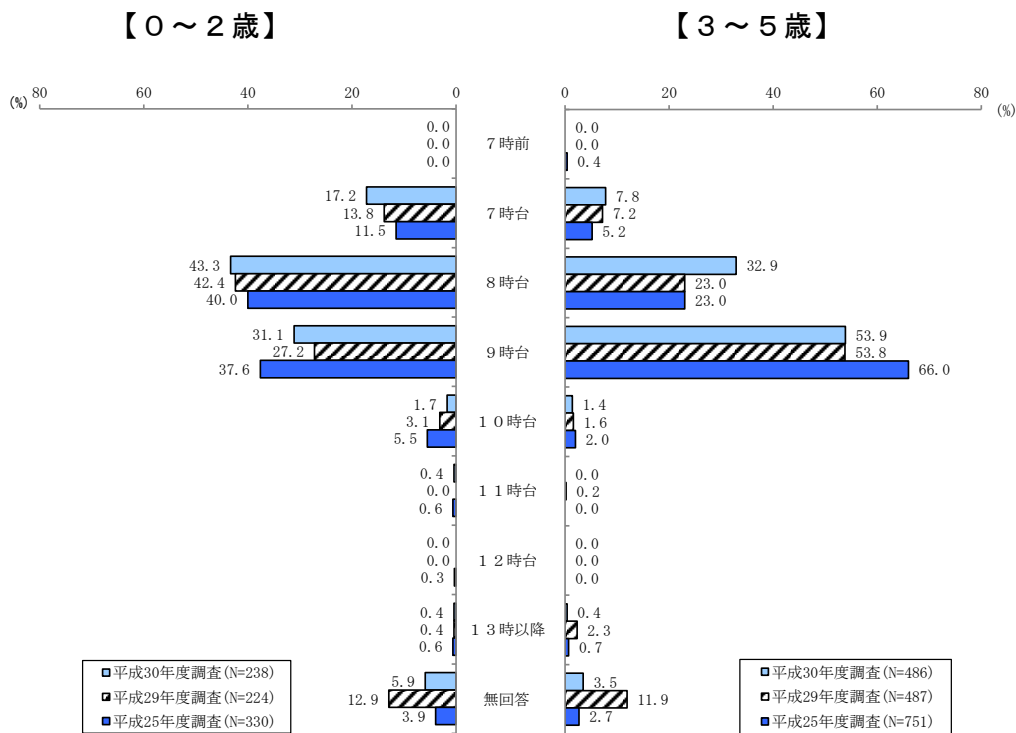 【０～２歳】
【３～５歳】
(%) 80 60 40 20 0
0 20 40 60 80 (%)
0.0 ７時前 0.0
0.0 0.0
0.0 0.4
17.2 ７時台 7.8
13.8 7.2
11.5 5.2
43.3 ８時台 32.9
42.4 23.0
40.0 23.0
31.1 ９時台 53.9
27.2 53.8
37.6 66.0
1.7 １０時台 1.4
3.1 1.6
5.5 2.0
0.4 １１時台 0.0
0.0 0.2
0.6 0.0
0.0 １２時台 0.0
0.0 0.0
0.3 0.0
0.4 １３時以降 0.4
0.4 2.3
0.6 0.7
5.9 無回答 3.5
12.9 11.9
3.9 2.7
平成30年度調査(N=238)
平成29年度調査(N=224)
平成25年度調査(N=330)
平成30年度調査(N=486)
平成29年度調査(N=487)
平成25年度調査(N=751)